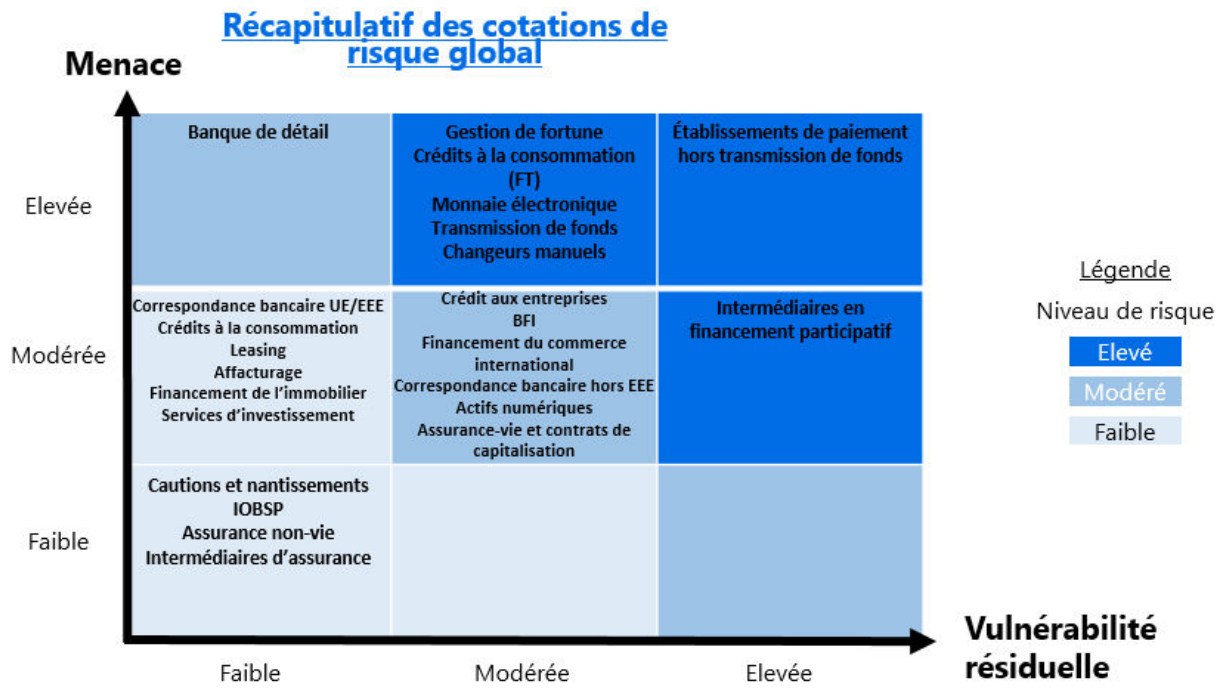 Récapitulatif des cotations de
risque global
Menace
Banque de détail
Gestion de fortune
Crédits à la consommation
(FT)
Monnaie électronique
Transmission de fonds
Changeurs manuels
Établissements de paiement
hors transmission de fonds
Elevée
Correspondance bancaire UE/EEE
Crédits à la consommation
Leasing
Affacturage
Financement de l'immobilier
Services d'investissement
Crédit aux entreprises
BFI
Financement du commerce
international
Correspondance bancaire hors EEE
Actifs numériques
Assurance-vie et contrats de
capitalisation
Intermédiaires en
financement participatif
Modérée
Cautions et nantissements
IOBSP
Assurance non-vie
Intermédiaires d'assurance
Faible
Faible
Modérée
Elevée
Vulnérabilité
résiduelle
Légende
Niveau de risque
Elevé
Modéré
Faible